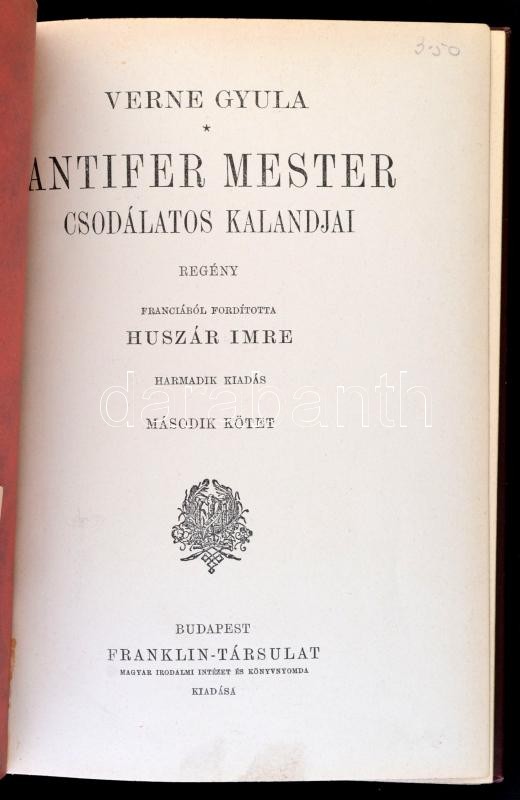 3·50
VERNE GYULA
*
ANTIFER MESTER
CSODÁLATOS KALANDJAI
REGÉNY
FRANCIÁBÓL FORDÍTOTTA
HUSZÁR IMRE
HARMADIK KIADÁS
darabanth
MÁSODIK KÖTET
BUDAPEST
FRANKLIN-TÁRSULAT
MAGYAR IRODALMI INTÉZET ÉS KÖNYVNYOMDA
KIADÁSA